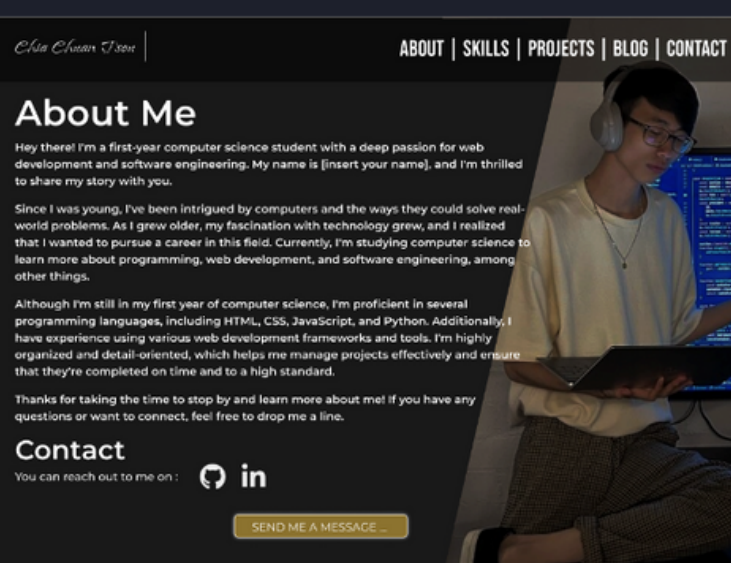 Chia Chuan Tson
ABOUT | SKILLS | PROJECTS | BLOG | CONTACT
About Me
Hey there! I'm a first-year computer science student with a deep passion for web
development and software engineering. My name is [insert your name], and I'm thrilled
to share my story with you.
Since I was young, I've been intrigued by computers and the ways they could solve real-
world problems. As I grew older, my fascination with technology grew, and I realized
that I wanted to pursue a career in this field. Currently, I'm studying computer science to
learn more about programming, web development, and software engineering, among
other things.
Although I'm still in my first year of computer science, I'm proficient in several
programming languages, including HTML, CSS, JavaScript, and Python. Additionally, I
have experience using various web development frameworks and tools. I'm highly
organized and detail-oriented, which helps me manage projects effectively and ensure
that they're completed on time and to a high standard.
Thanks for taking the time to stop by and learn more about me! If you have any
questions or want to connect, feel free to drop me a line.
Contact
You can reach out to me on :
in
SEND ME A MESSAGE ...